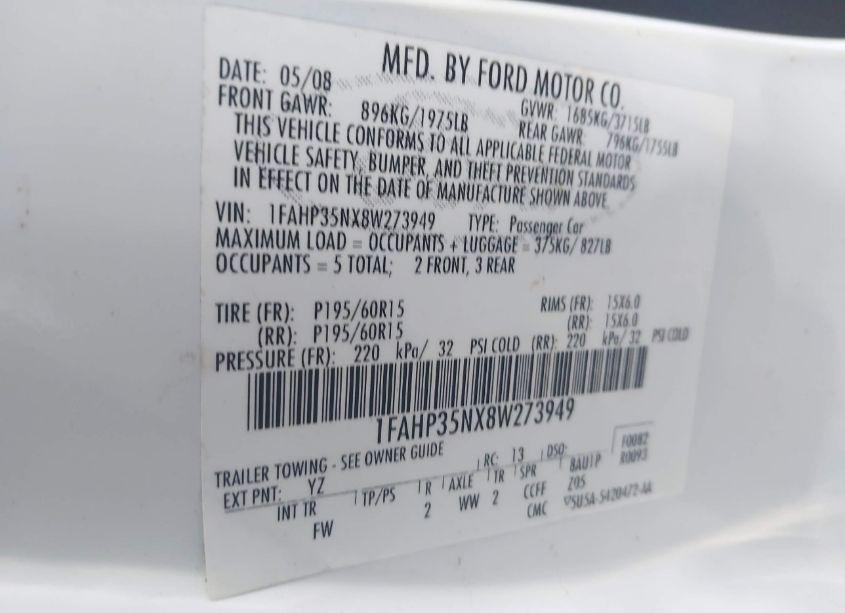 MFD. BY FORD MOTOR CO.
DATE: 05/08 GVWR: 1685KG/3715LB
FRONT GAWR: 896KG/1975LB REAR GAWR: 796KG/1755LB
THIS VEHICLE CONFORMS TO ALL APPLICABLE FEDERAL MOTOR
VEHICLE SAFETY, BUMPER, AND THEFT PREVENTION STANDARDS
IN EFFECT ON THE DATE OF MANUFACTURE SHOWN ABOVE.
VIN: 1FAHP35NX8W273949 TYPE: Passenger Car
MAXIMUM LOAD = OCCUPANTS + LUGGAGE = 375KG/ 827LB
OCCUPANTS = 5 TOTAL; 2 FRONT, 3 REAR
TIRE (FR): P195/60R15 RIMS (FR): 15X6.0
(RR): P195/60R15 (RR): 15X6.0
PRESSURE (FR): 220 kPa/ 32 PSI COLD (RR): 220 kPa/ 32 PSI COLD
1FAHP35NX8W273949
TRAILER TOWING - SEE OWNER GUIDE
F0082
R0093
EXT PNT: YZ RC: 13 DSO:
INT TR TP/PS R AXLE TR SPR BAU1P
FW 2 WW 2 CCFF Z05
CMC 5U5A-5420472-AA